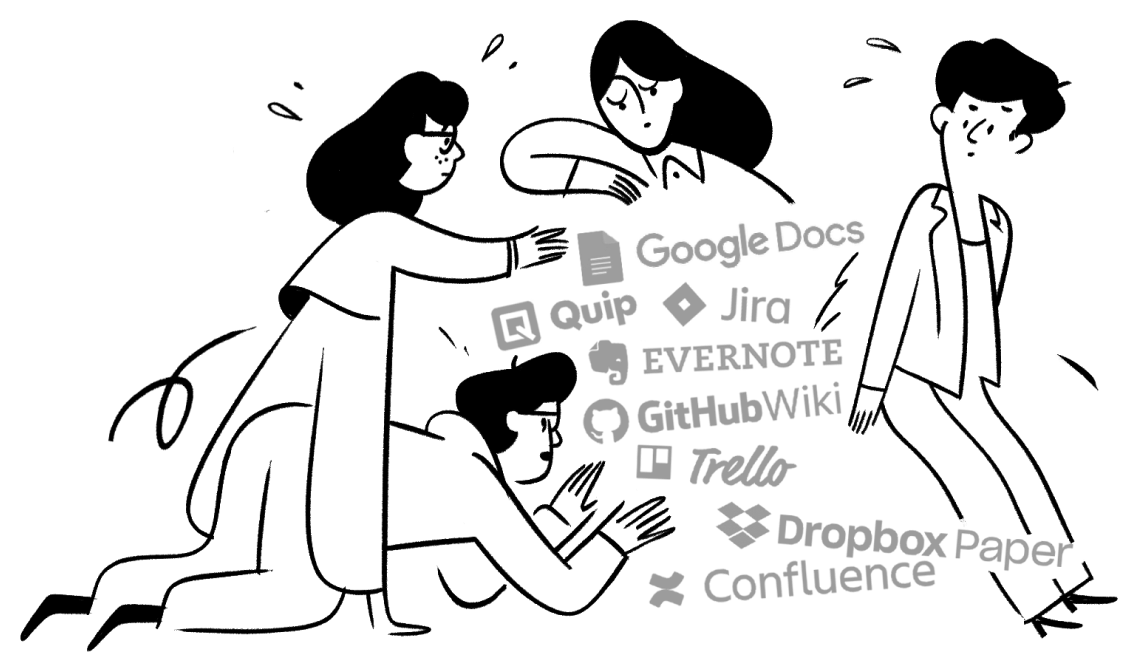 Google Docs
Quip Jira
EVERNOTE
GitHub Wiki
Trello
Dropbox Paper
Confluence